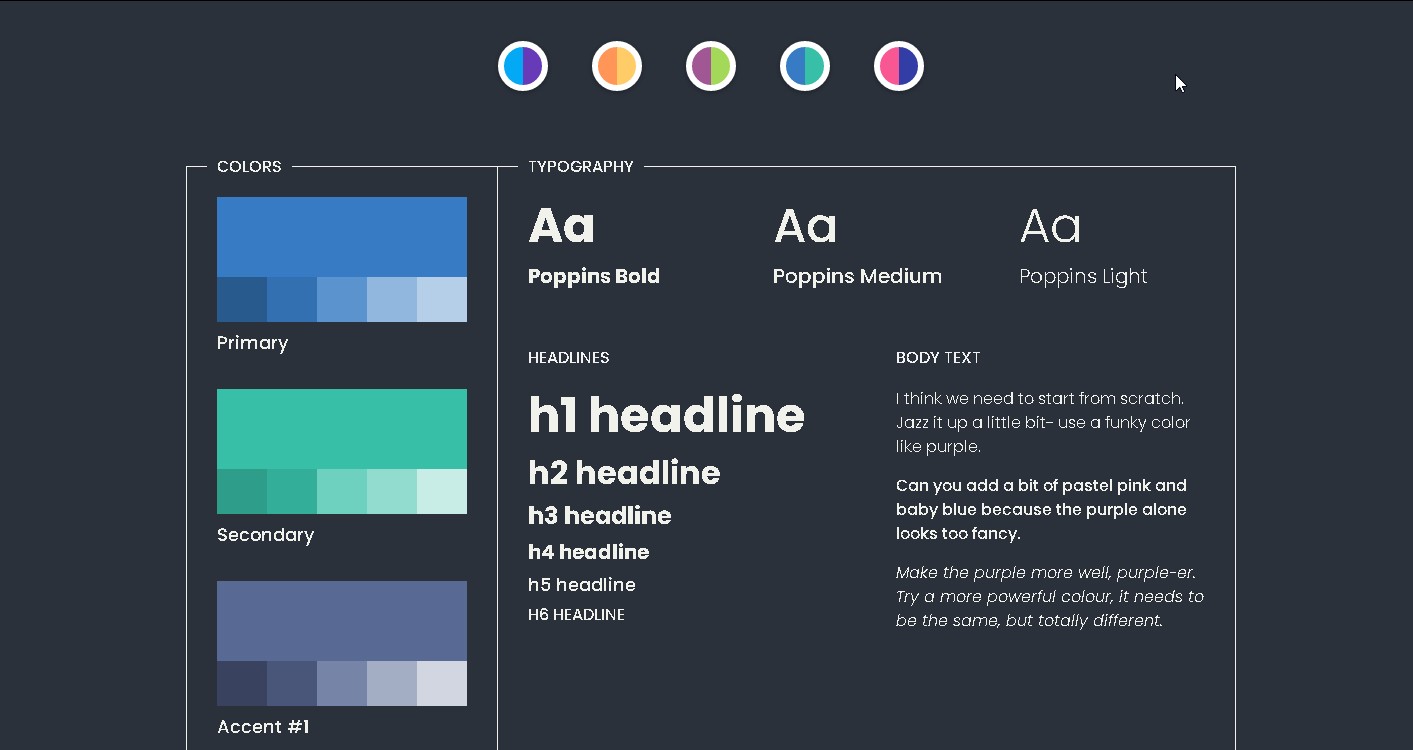 COLORS
TYPOGRAPHY
Aa
Aa
Aa
Poppins Bold
Poppins Medium
Poppins Light
Primary
Secondary
Accent #1
HEADLINES
h1 headline
h2 headline
h3 headline
h4 headline
h5 headline
H6 HEADLINE
BODY TEXT
I think we need to start from scratch.
Jazz it up a little bit- use a funky color
like purple.
Can you add a bit of pastel pink and
baby blue because the purple alone
looks too fancy.
Make the purple more well, purple-er.
Try a more powerful colour, it needs to
be the same, but totally different.